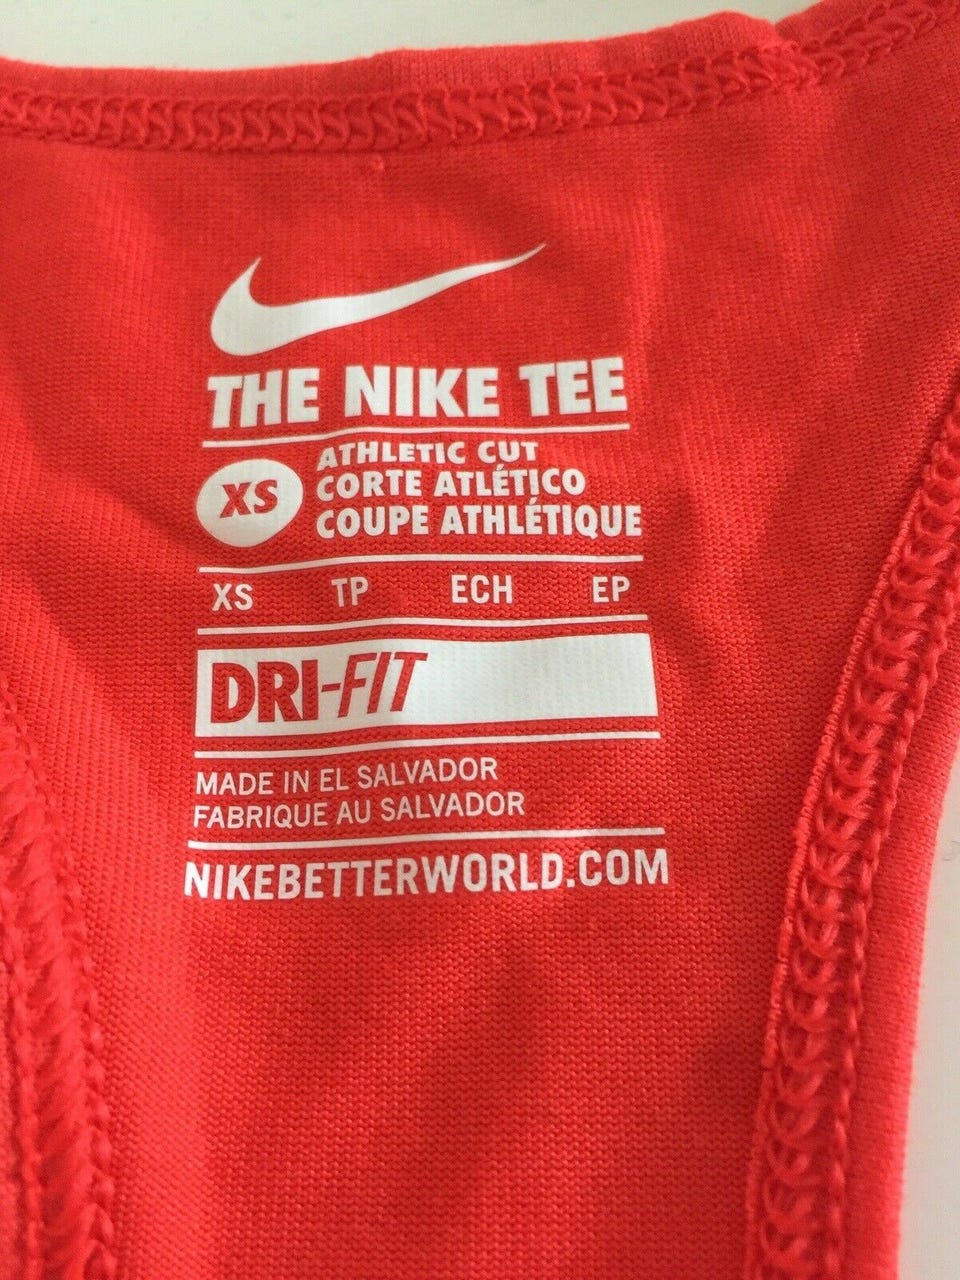 THE NIKE TEE
XS
ATHLETIC CUT
CORTE ATLÉTICO
COUPE ATHLÉTIQUE
XS TP ECH EP
DRI-FIT
MADE IN EL SALVADOR
FABRIQUE AU SALVADOR
NIKEBETTERWORLD.COM